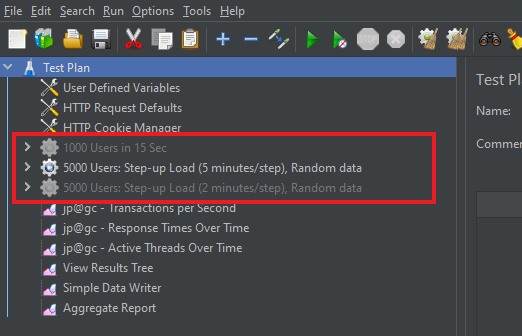 File Edit Search Run Options Tools Help
Test Plan
User Defined Variables
HTTP Request Defaults
HTTP Cookie Manager
1000 Users in 15 Sec
5000 Users: Step-up Load (5 minutes/step), Random data
5000 Users: Step-up Load (2 minutes/step), Random data
jp@gc - Transactions per Second
jp@gc - Response Times Over Time
jp@gc - Active Threads Over Time
View Results Tree
Simple Data Writer
Aggregate Report
Test Pl
Name:
Comme